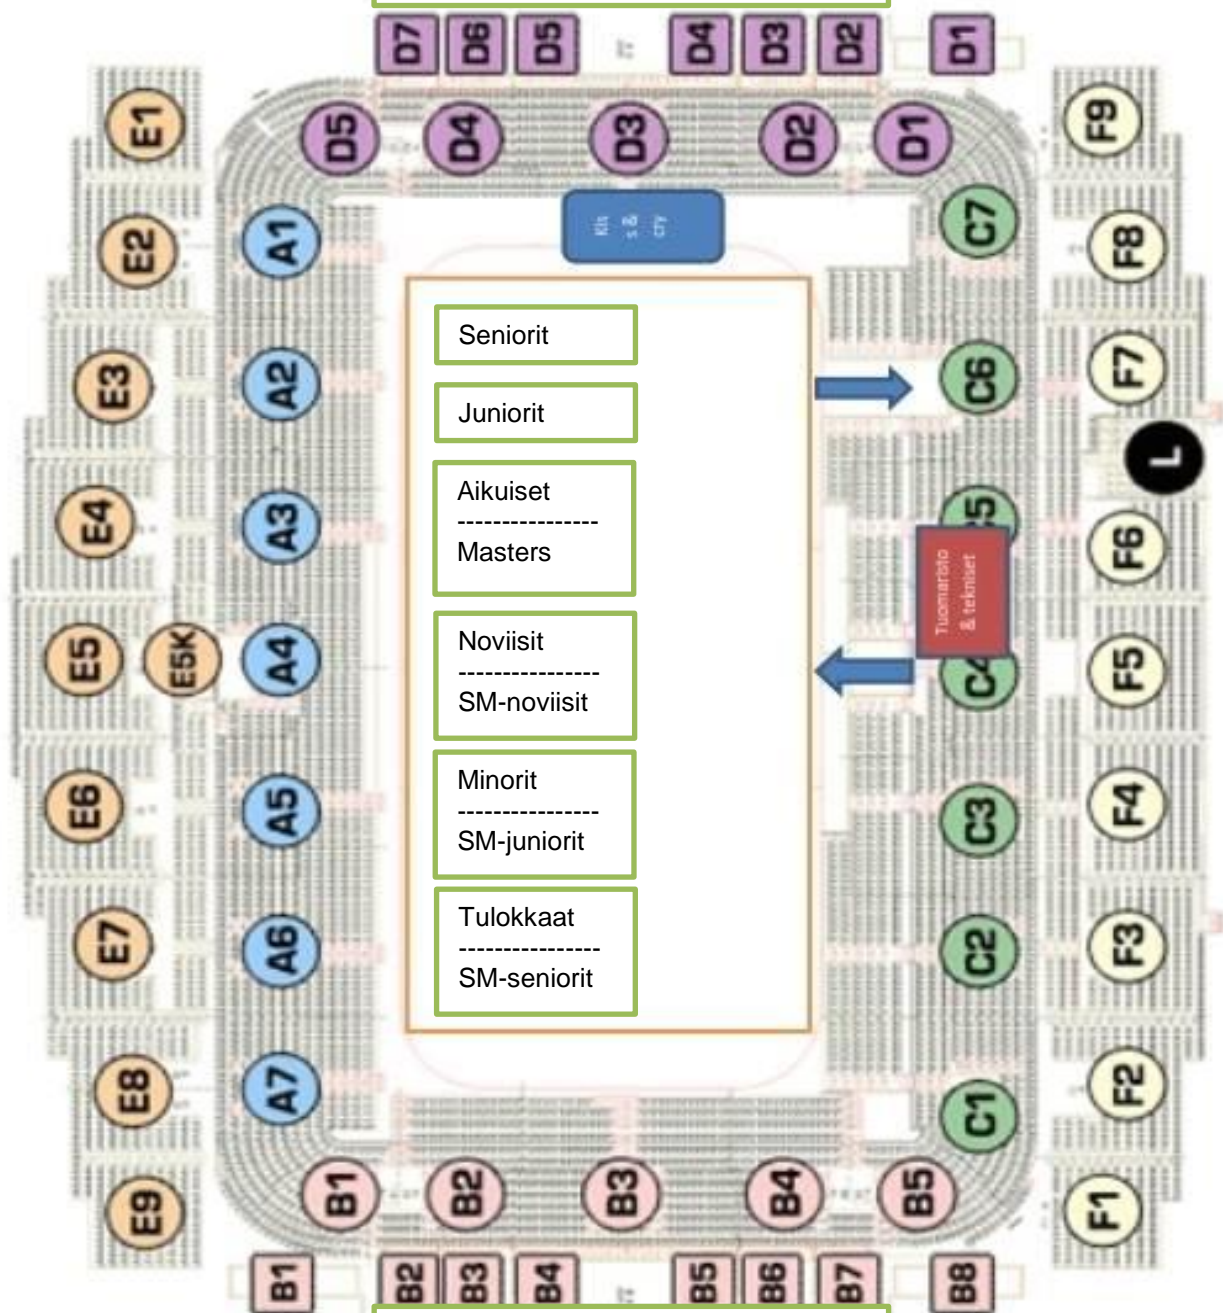 D7 D6 D5 D4 D3 D2 D1
E1 D5 D4 D3 D2 D1 F9
E2 A1 Kis s & cry C7 F8
Seniorit
E3 A2 C6 F7
Juniorit
L
Aikuiset
----------------
Masters
E4 A3 F6
Tuomaristo
& tekniset
Noviisit
----------------
SM-noviisit
E5 E5K A4 C4 F5
Minorit
----------------
SM-juniorit
E6 A5 C3 F4
Tulokkaat
----------------
SM-seniorit
E7 A6 C2 F3
E8 A7 C1 F2
E9 B1 B2 B3 B4 B5 F1
B1 B2 B3 B4 B5 B6 B7 B8